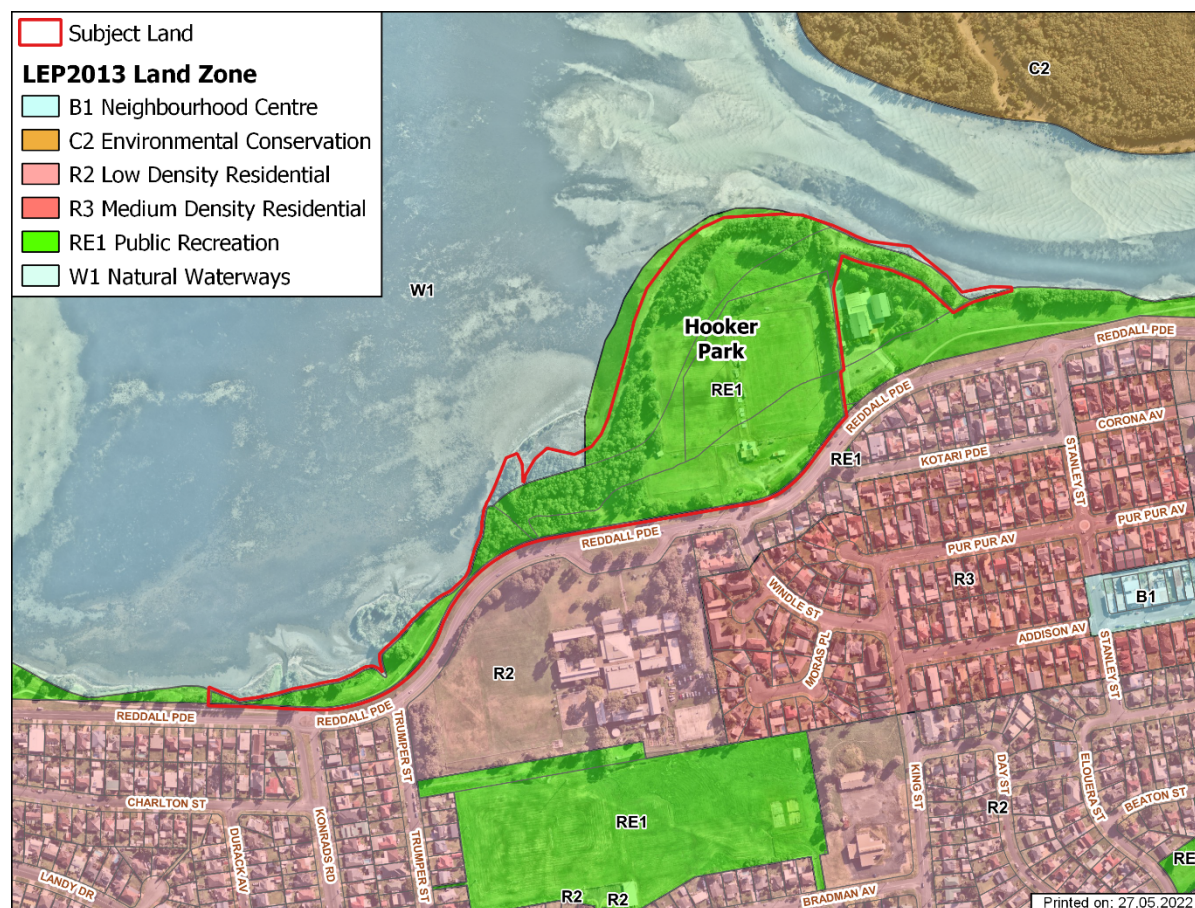 Subject Land
LEP2013 Land Zone
B1 Neighbourhood Centre
C2 Environmental Conservation
R2 Low Density Residential
R3 Medium Density Residential
RE1 Public Recreation
W1 Natural Waterways
C2
W1
Hooker
Park
RE1
REDDALL PDE
REDDALL PDE
CORONA AV
STANLEY ST
KOTARI PDE
RE1
PUR PUR AV
PUR PUR AV
REDDALL PDE
R3
WINDLE ST
B1
ADDISON AV
MORAS PL
STANLEY ST
R2
REDDALL PDE
REDDALL PDE
TRUMPER ST
KING ST
DAY ST
ELOUERA ST
BEATON ST
R2
CHARLTON ST
KONRADS RD
TRUMPER ST
RE1
DURACK AV
LANDY DR
RE
R2
R2
BRADMAN AV
Printed on: 27.05.2022